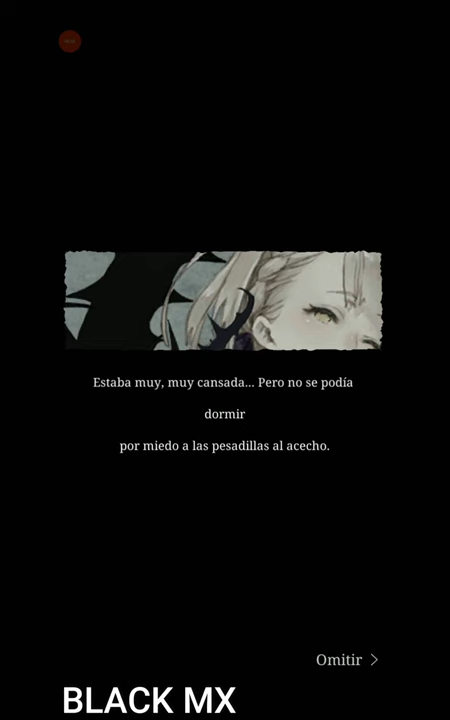 Estaba muy, muy cansada... Pero no se podía
dormir
por miedo a las pesadillas al acecho.
Omitir
BLACK MX